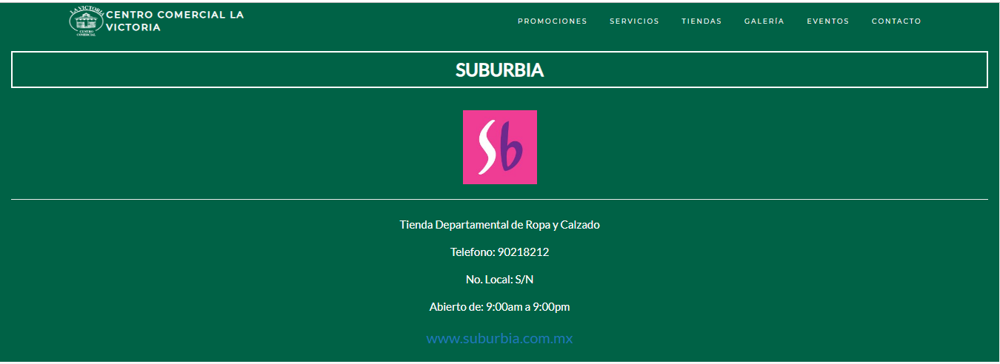 LA VICTORIA
CENTRO
COMERCIAL
CENTRO COMERCIAL LA
VICTORIA
PROMOCIONES SERVICIOS TIENDAS GALERÍA EVENTOS CONTACTO
SUBURBIA
Sb
Tienda Departamental de Ropa y Calzado
Telefono: 90218212
No. Local: S/N
Abierto de: 9:00am a 9:00pm
www.suburbia.com.mx